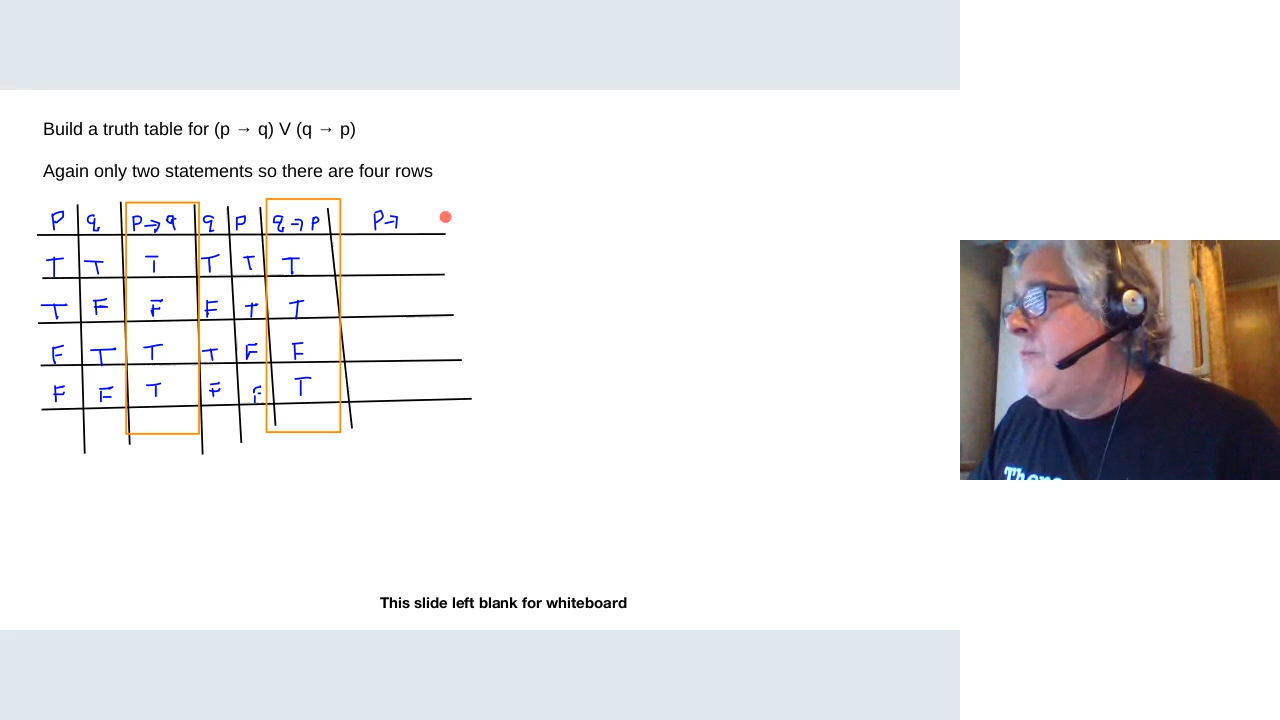 Build a truth table for (p → q) V (q → p)
Again only two statements so there are four rows
P q P→q q P q→p P→
T T T T T T
T F F F T T
F T T T F F
F F T F F T
This slide left blank for whiteboard